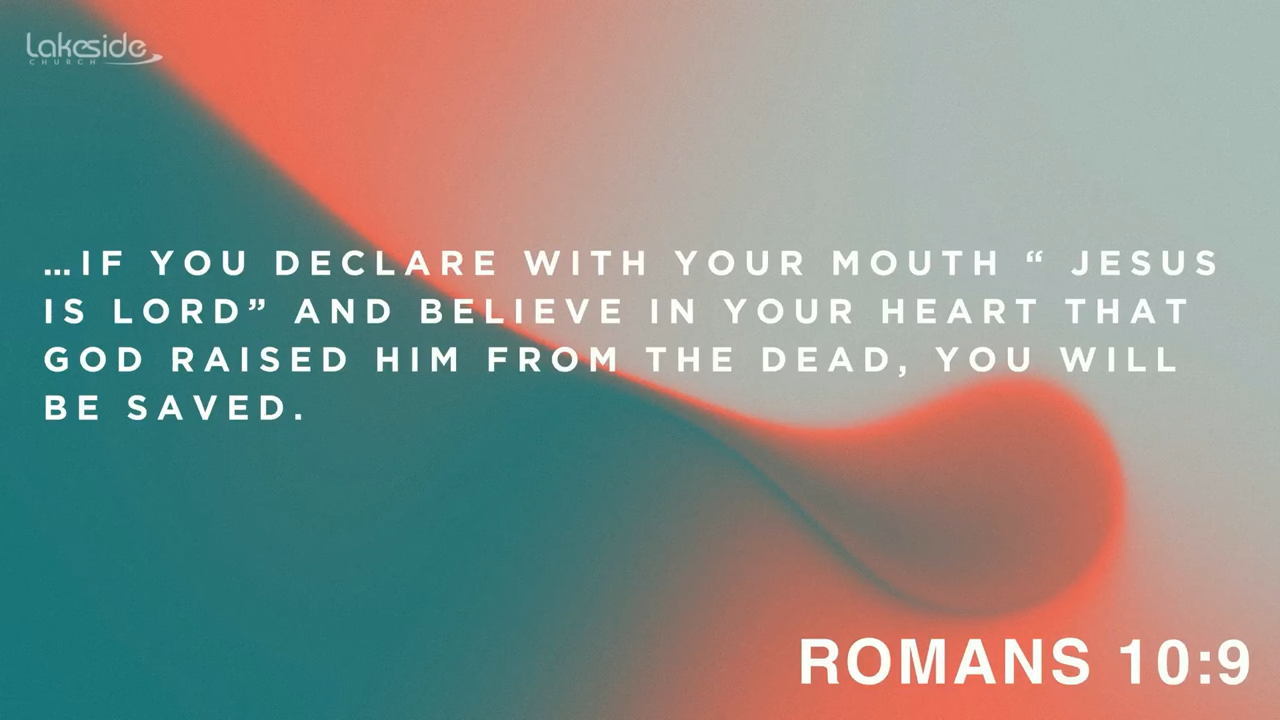 Lakeside
CHURCH
…IF YOU DECLARE WITH YOUR MOUTH “ JESUS
IS LORD” AND BELIEVE IN YOUR HEART THAT
GOD RAISED HIM FROM THE DEAD, YOU WILL
BE SAVED.
ROMANS 10:9